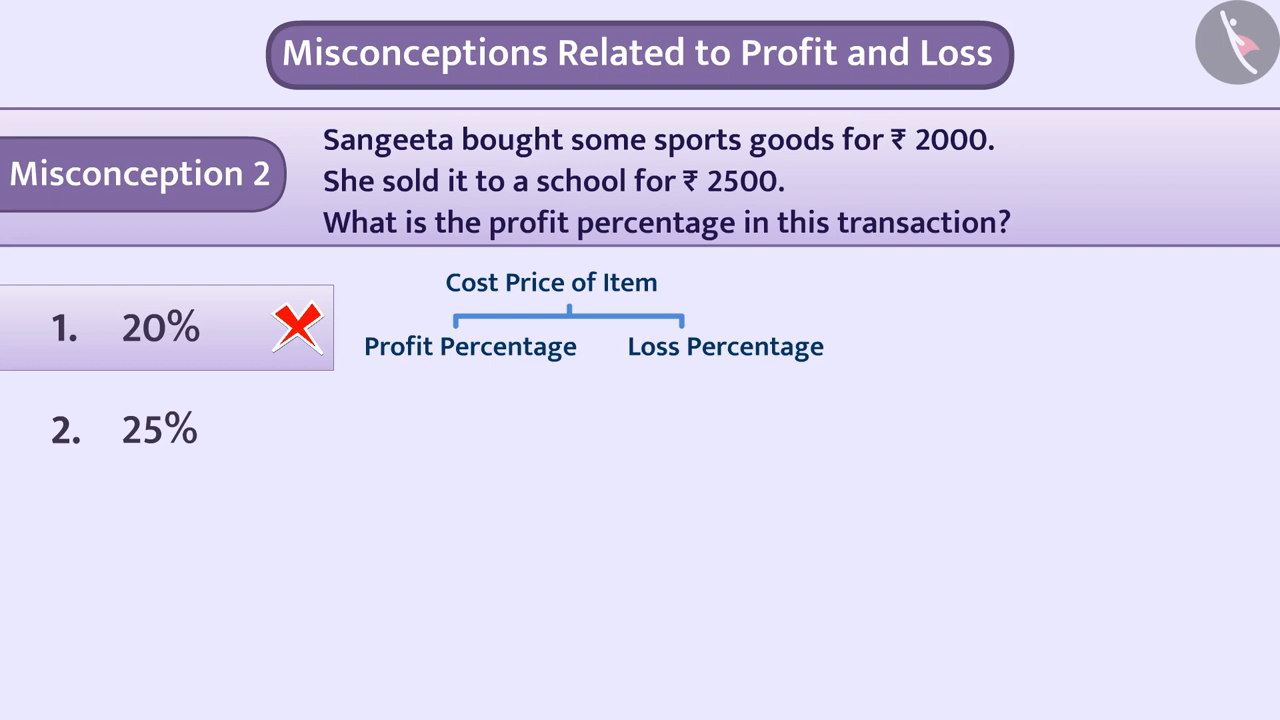 Misconceptions Related to Profit and Loss
Misconception 2
Sangeeta bought some sports goods for ₹ 2000.
She sold it to a school for ₹ 2500.
What is the profit percentage in this transaction?
1. 20%
Cost Price of Item
Profit Percentage Loss Percentage
2. 25%